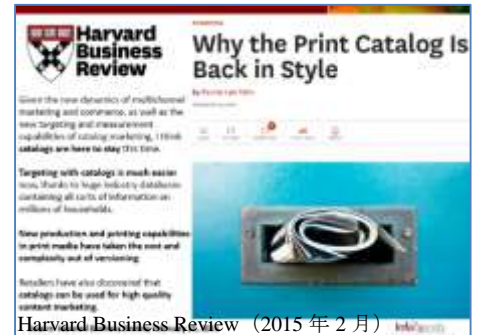 Harvard
Business
Review
Why the Print Catalog Is
Back in Style
Given the new dynamics of multichannel
marketing and commerce, as well as the
new targeting and measurement
capabilities of catalog marketing, I think
catalogs are here to stay this time.
Targeting with catalogs is much easier
now, thanks to huge industry databases
containing all sorts of information on
millions of households.
New production and printing capabilities
in print media have taken the cost and
complexity out of versioning.
Retailers have also discovered that
catalogs can be used for high quality
content marketing.
Harvard Business Review（2015 年 2 月）